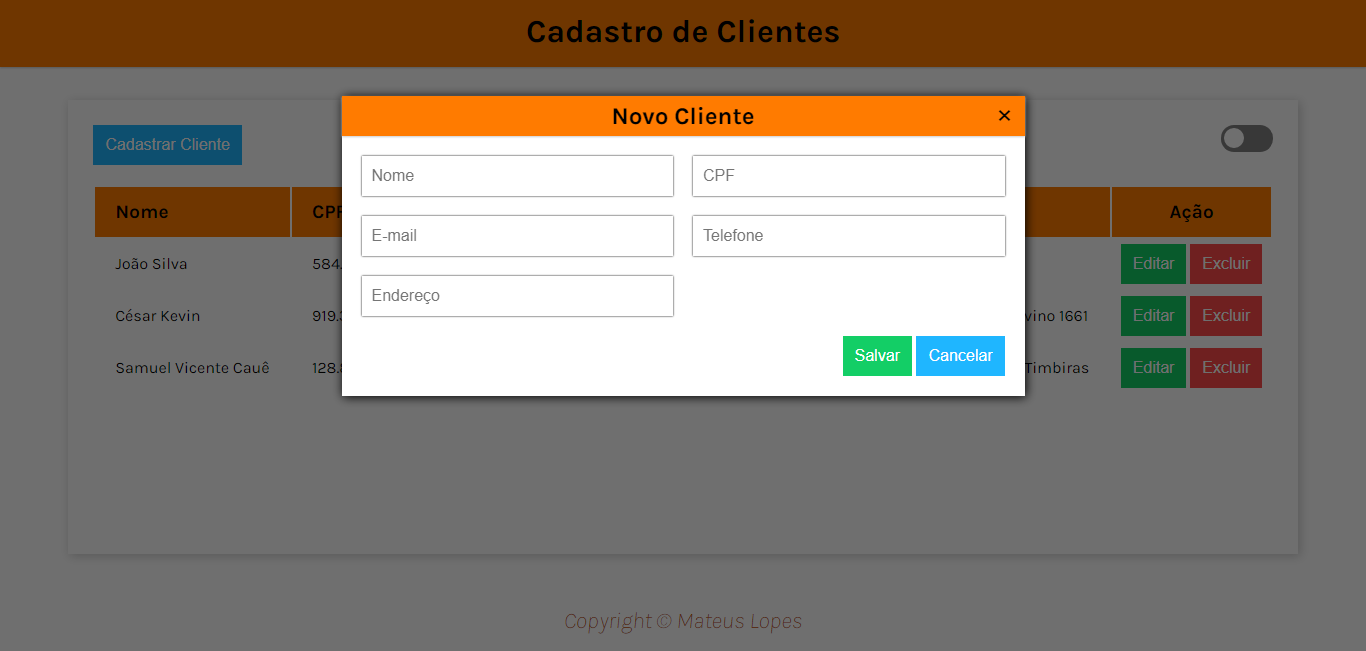 Cadastro de Clientes
Novo Cliente ×
Cadastrar Cliente
Nome CPF
E-mail Telefone
Endereço
Salvar Cancelar
Nome CPF Ação
João Silva 584. Editar Excluir
César Kevin 919. vino 1661 Editar Excluir
Samuel Vicente Cauê 128. Timbiras Editar Excluir
Copyright © Mateus Lopes